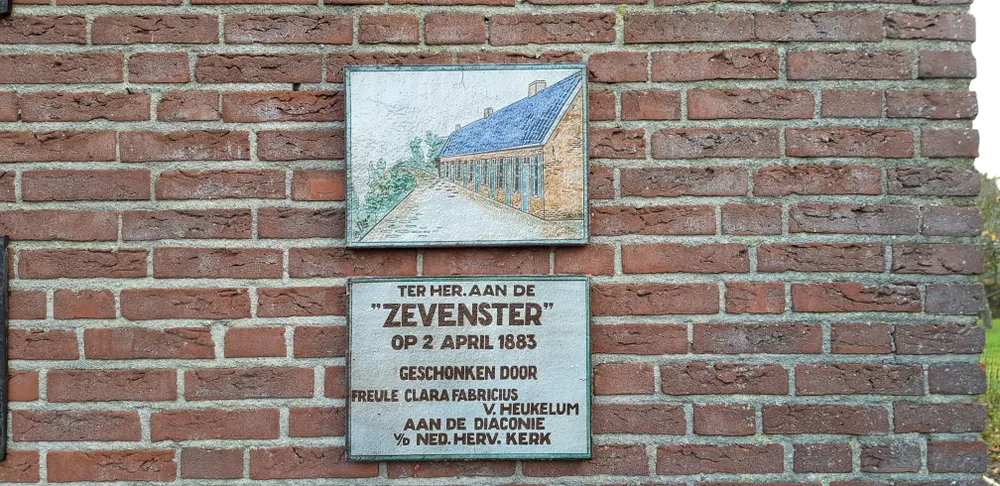 TER HER. AAN DE
"ZEVENSTER"
OP 2 APRIL 1883
GESCHONKEN DOOR
FREULE CLARA FABRICIUS
V. HEUKELUM
AAN DE DIACONIE
V/D NED. HERV. KERK